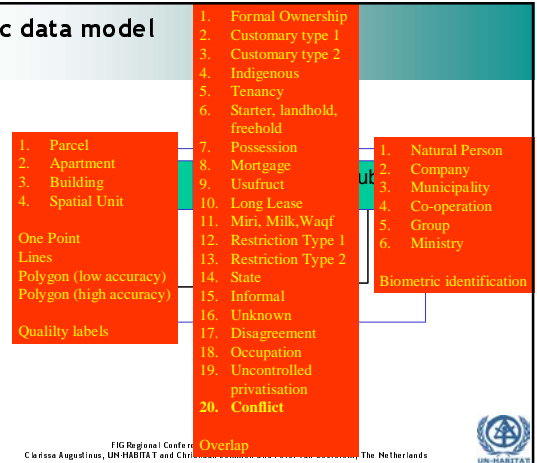 c data model
1. Formal Ownership
2. Customary type 1
3. Customary type 2
4. Indigenous
5. Tenancy
6. Starter, landhold,
freehold
7. Possession
8. Mortgage
9. Usufruct
10. Long Lease
11. Miri, Milk,Waqf
12. Restriction Type 1
13. Restriction Type 2
14. State
15. Informal
16. Unknown
17. Disagreement
18. Occupation
19. Uncontrolled
privatisation
20. Conflict
Overlap
1. Parcel
2. Apartment
3. Building
4. Spatial Unit
One Point
Lines
Polygon (low accuracy)
Polygon (high accuracy)
Qualilty labels
ub
1. Natural Person
2. Company
3. Municipality
4. Co-operation
5. Group
6. Ministry
Biometric identification
FIG Regional Confere
Clarissa Augustinus, UN-HABITAT and Chri The Netherlands
UN-HABITAT